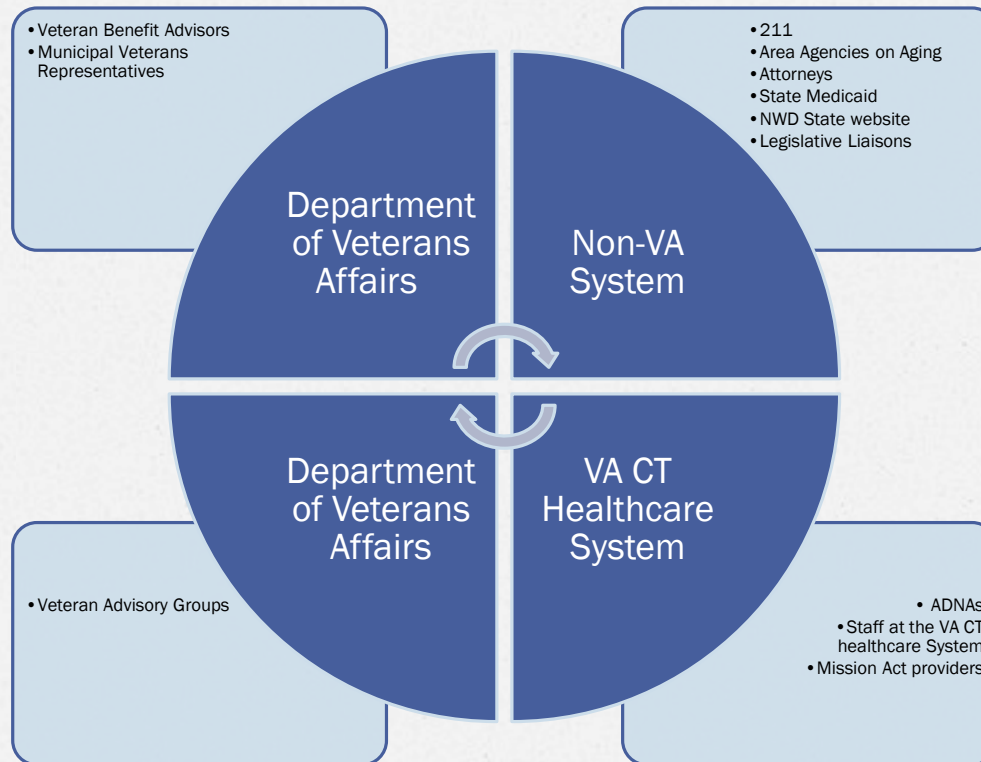 • Veteran Benefit Advisors
• Municipal Veterans
Representatives
• 211
• Area Agencies on Aging
• Attorneys
• State Medicaid
• NWD State website
• Legislative Liaisons
Department
of Veterans
Affairs
Non-VA
System
Department
of Veterans
Affairs
VA CT
Healthcare
System
• Veteran Advisory Groups
• ADNAs
• Staff at the VA CT
healthcare System
• Mission Act providers